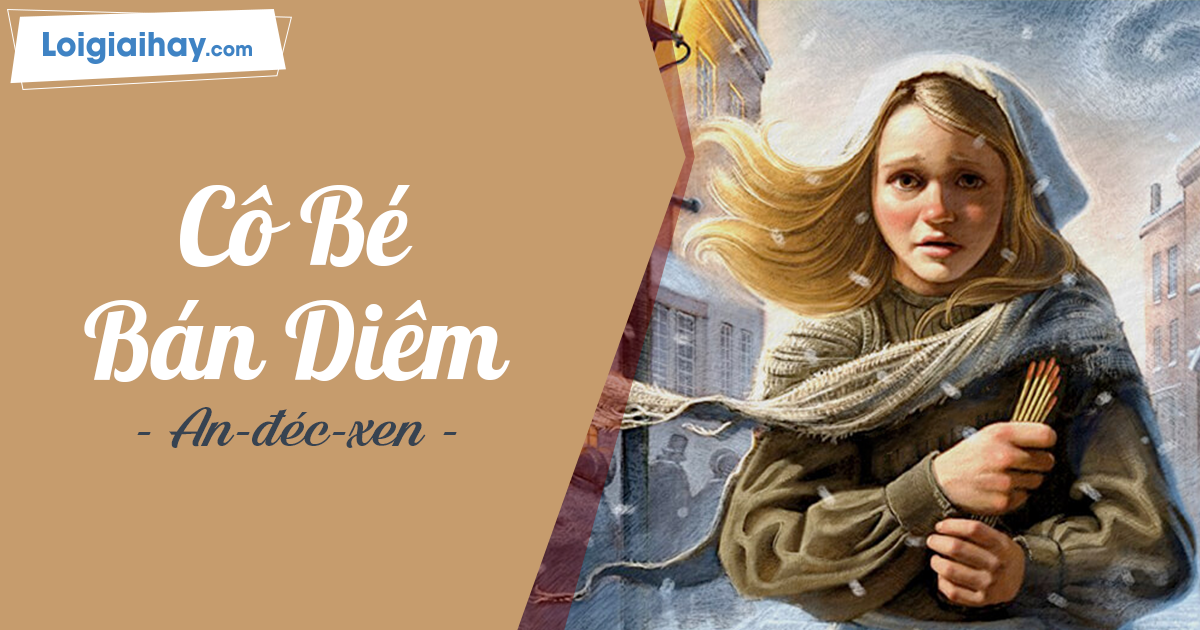 Loigiaihay.com
Cô Bé
Bán Diêm
- An-đéc-xen -